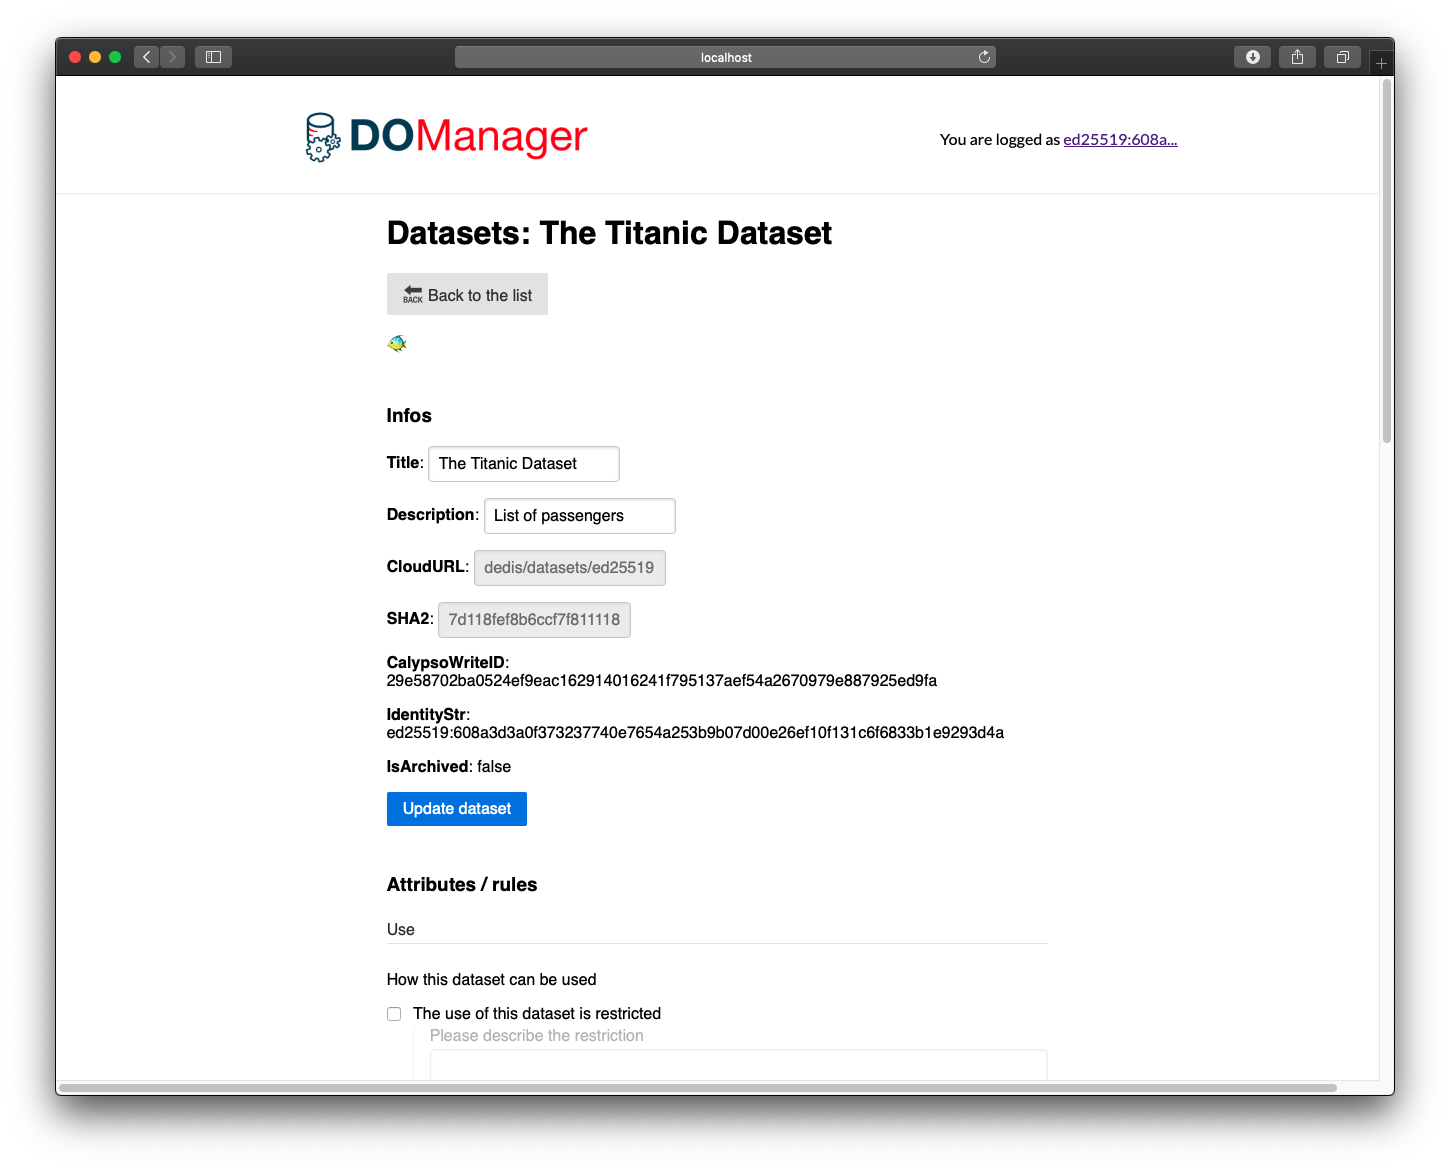 localhost
DOManager
You are logged as ed25519:608a...
Datasets: The Titanic Dataset
BACK Back to the list
Infos
Title: The Titanic Dataset
Description: List of passengers
CloudURL: dedis/datasets/ed25519
SHA2: 7d118fef8b6ccf7f811118
CalypsoWriteID:
29e58702ba0524ef9eac162914016241f795137aef54a2670979e887925ed9fa
IdentityStr:
ed25519:608a3d3a0f373237740e7654a253b9b07d00e26ef10f131c6f6833b1e9293d4a
IsArchived: false
Update dataset
Attributes / rules
Use
How this dataset can be used
The use of this dataset is restricted
Please describe the restriction